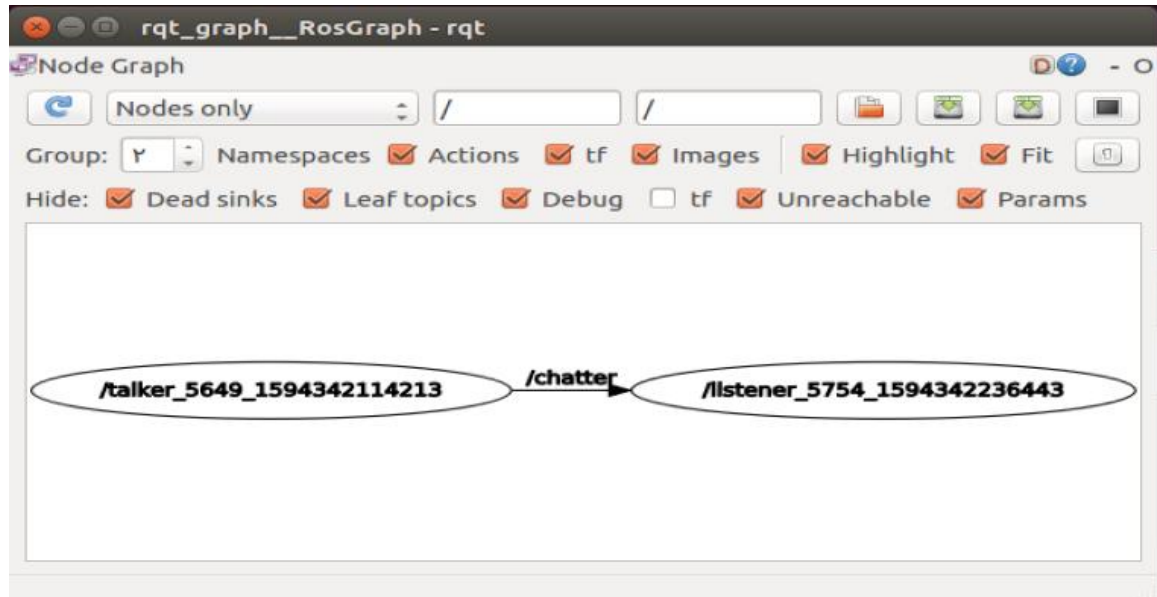 rqt_graph__RosGraph - rqt
Node Graph
D ? - O
Nodes only / /
Group: ۲ Namespaces Actions tf Images Highlight Fit
Hide: Dead sinks Leaf topics Debug tf Unreachable Params
/chatter
/talker_5649_1594342114213 /listener_5754_1594342236443